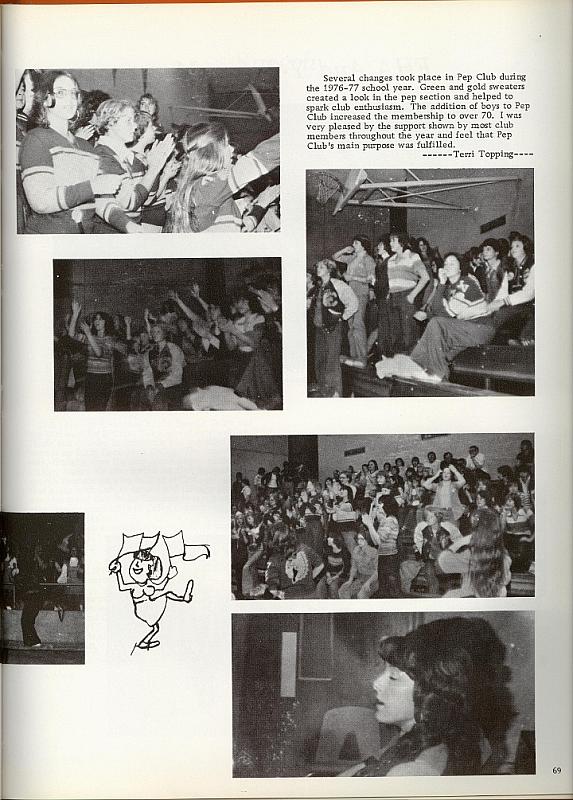 Several changes took place in Pep Club during
the 1976-77 school year. Green and gold sweaters
created a look in the pep section and helped to
spark club enthusiasm. The addition of boys to Pep
Club increased the membership to over 70. I was
very pleased by the support shown by most club
members throughout the year and feel that Pep
Club's main purpose was fulfilled.
------Terri Topping----
69